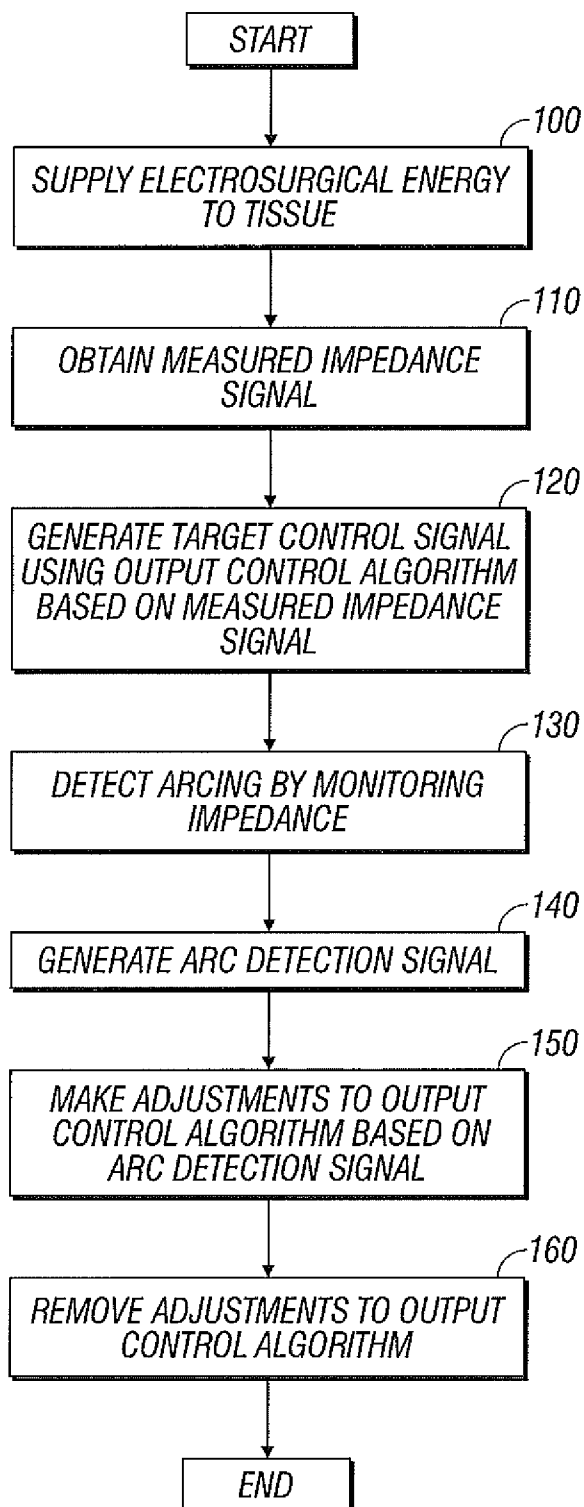 START
100
SUPPLY ELECTROSURGICAL ENERGY
TO TISSUE
110
OBTAIN MEASURED IMPEDANCE
SIGNAL
120
GENERATE TARGET CONTROL SIGNAL
USING OUTPUT CONTROL ALGORITHM
BASED ON MEASURED IMPEDANCE
SIGNAL
130
DETECT ARCING BY MONITORING
IMPEDANCE
140
GENERATE ARC DETECTION SIGNAL
150
MAKE ADJUSTMENTS TO OUTPUT
CONTROL ALGORITHM BASED ON
ARC DETECTION SIGNAL
160
REMOVE ADJUSTMENTS TO OUTPUT
CONTROL ALGORITHM
END